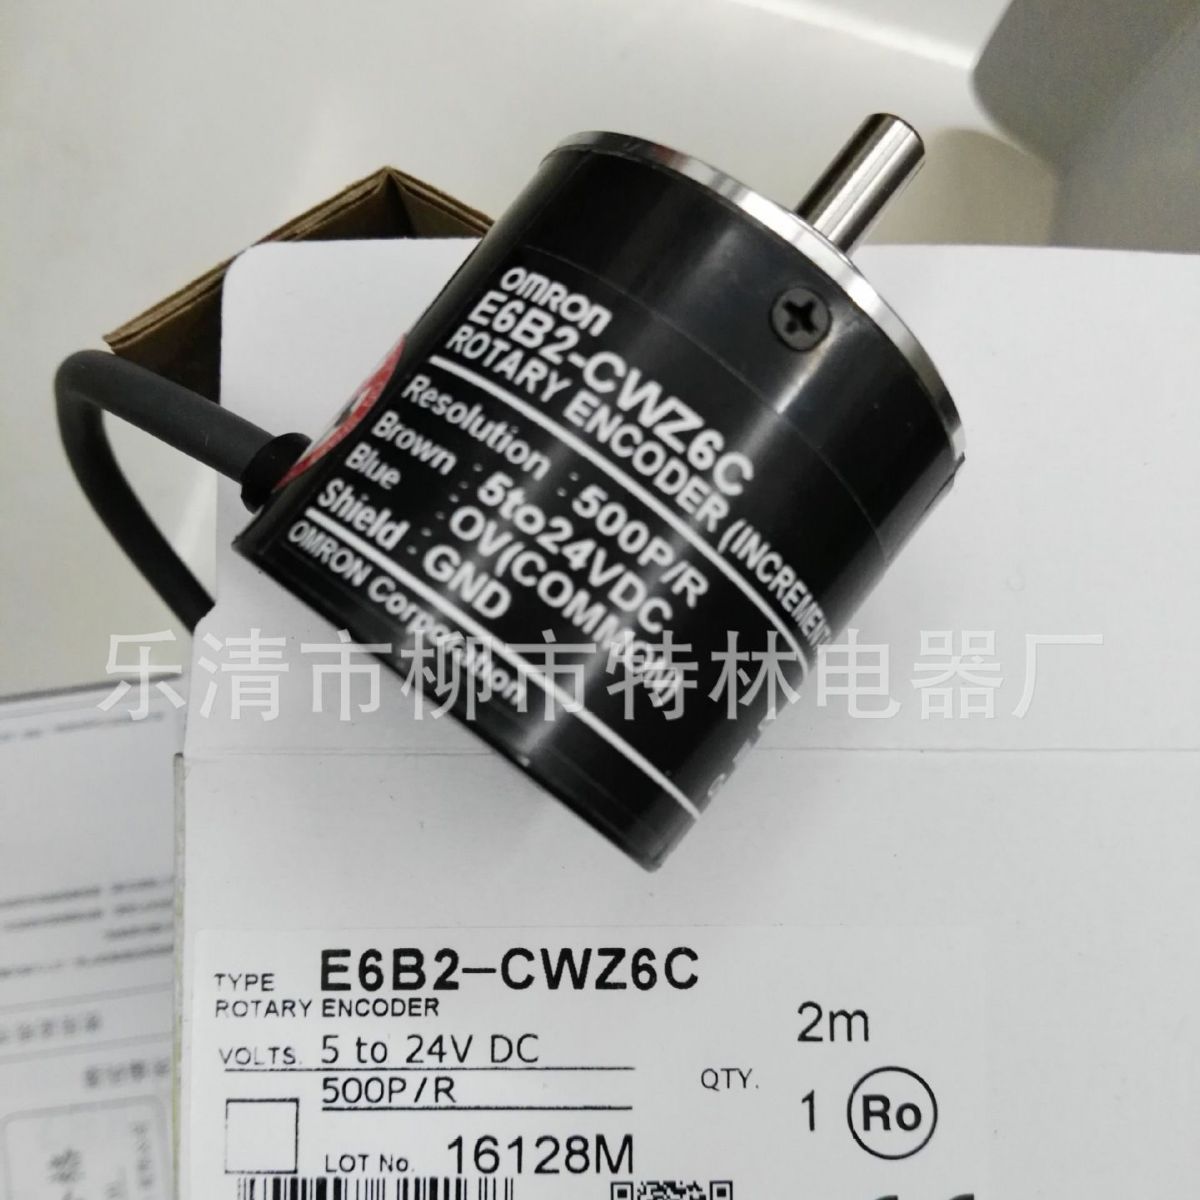 OMRON
E6B2-CWZ6C
ROTARY ENCODER (INCREMENT
Resolution : 500P/R
Brown : 5to24VDC
Blue : 0V(COMMON)
Shield : GND
OMRON Corporation
乐清市柳市特林电器厂
TYPE E6B2-CWZ6C
ROTARY ENCODER
2m
VOLTS. 5 to 24V DC
500P/R
QTY. 1 Ro
LOT No. 16128M